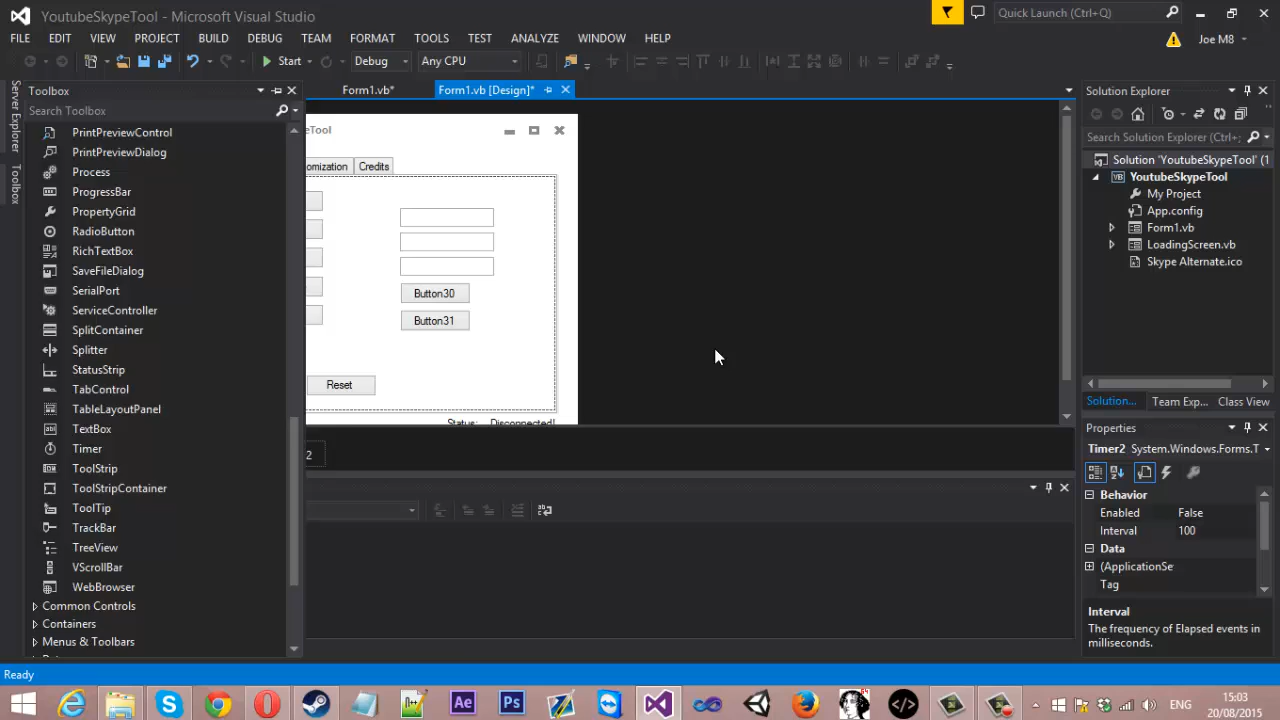 YoutubeSkypeTool - Microsoft Visual Studio
Quick Launch (Ctrl+Q)
FILE EDIT VIEW PROJECT BUILD DEBUG TEAM FORMAT TOOLS TEST ANALYZE WINDOW HELP
Joe M8
Start Debug Any CPU
Server Explorer
Toolbox
Toolbox
Search Toolbox
PrintPreviewControl
PrintPreviewDialog
Process
ProgressBar
PropertyGrid
RadioButton
RichTextBox
SaveFileDialog
SerialPort
ServiceController
SplitContainer
Splitter
StatusStrip
TabControl
TableLayoutPanel
TextBox
Timer
ToolStrip
ToolStripContainer
ToolTip
TrackBar
TreeView
VScrollBar
WebBrowser
Common Controls
Containers
Menus & Toolbars
Form1.vb*
Form1.vb [Design]*
eTool
omization
Credits
Button30
Button31
Reset
Status: Disconnected!
2
Solution Explorer
Search Solution Explorer (Ctrl+;
Solution 'YoutubeSkypeTool' (1
VB YoutubeSkypeTool
My Project
App.config
Form1.vb
LoadingScreen.vb
Skype Alternate.ico
Solution... Team Exp... Class View
Properties
Timer2 System.Windows.Forms.T
Behavior
Enabled False
Interval 100
Data
(ApplicationSe
Tag
Interval
The frequency of Elapsed events in
milliseconds.
Ready
Ae
Ps
ENG
15:03
20/08/2015